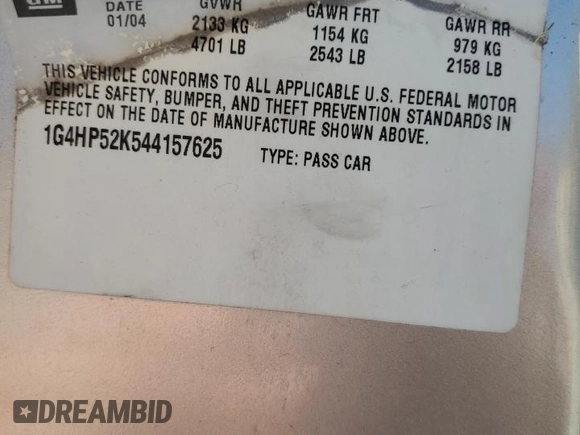 GM
DATE GVWR GAWR FRT GAWR RR
01/04 2133 KG 1154 KG 979 KG
4701 LB 2543 LB 2158 LB
THIS VEHICLE CONFORMS TO ALL APPLICABLE U.S. FEDERAL MOTOR
VEHICLE SAFETY, BUMPER, AND THEFT PREVENTION STANDARDS IN
EFFECT ON THE DATE OF MANUFACTURE SHOWN ABOVE.
1G4HP52K544157625 TYPE: PASS CAR
DREAMBID